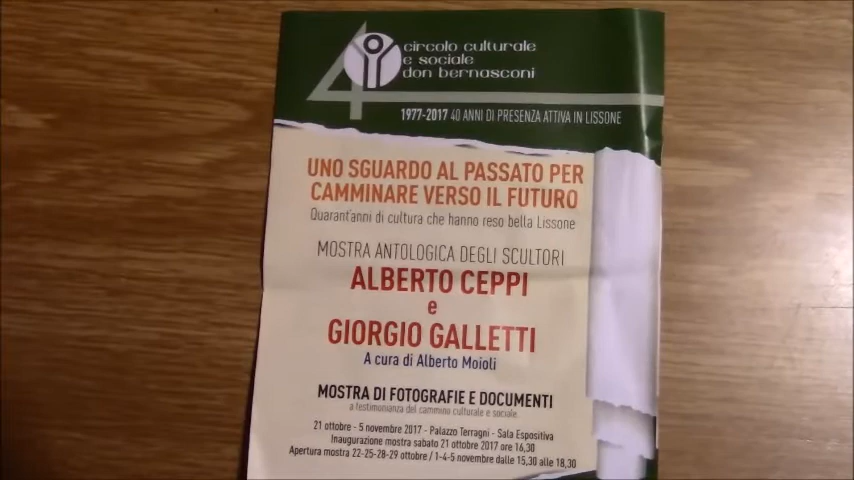 4
circolo culturale
e sociale
don bernasconi
1977-2017 40 ANNI DI PRESENZA ATTIVA IN LISSONE
UNO SGUARDO AL PASSATO PER
CAMMINARE VERSO IL FUTURO
Quarant'anni di cultura che hanno reso bella Lissone
MOSTRA ANTOLOGICA DEGLI SCULTORI
ALBERTO CEPPI
e
GIORGIO GALLETTI
A cura di Alberto Moioli
MOSTRA DI FOTOGRAFIE E DOCUMENTI
a testimonianza del cammino culturale e sociale
21 ottobre - 5 novembre 2017 - Palazzo Terragni - Sala Espositiva
Inaugurazione mostra sabato 21 ottobre 2017 ore 16,30
Apertura mostra 22-25-28-29 ottobre / 1-4-5 novembre dalle 15,30 alle 18,30